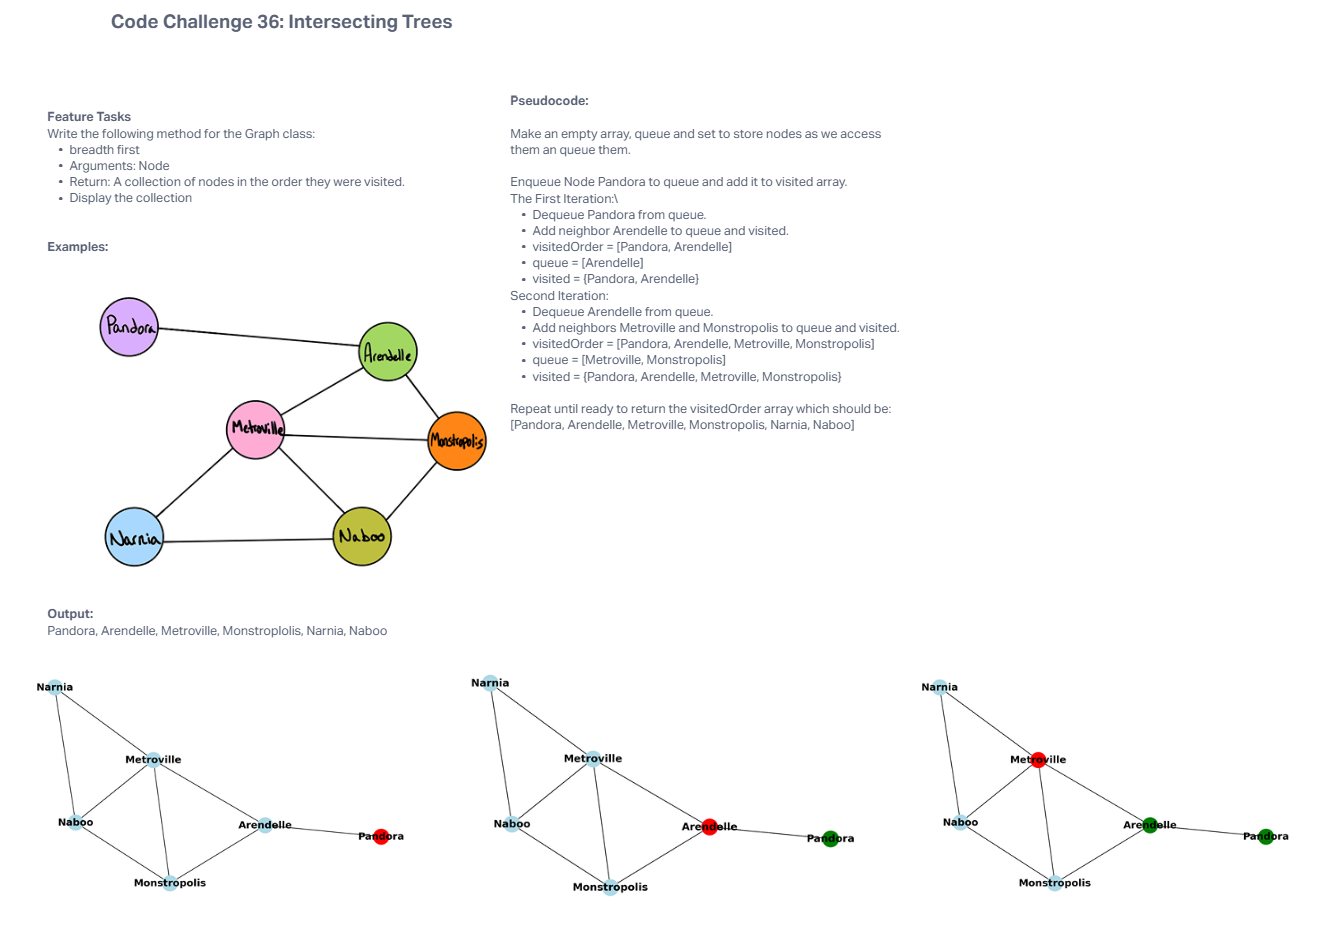 Code Challenge 36: Intersecting Trees
Feature Tasks
Write the following method for the Graph class:
• breadth first
• Arguments: Node
• Return: A collection of nodes in the order they were visited.
• Display the collection
Examples:
Pandora
Arendelle
Metroville
Monstropolis
Narnia
Naboo
Pseudocode:
Make an empty array, queue and set to store nodes as we access
them an queue them.
Enqueue Node Pandora to queue and add it to visited array.
The First Iteration:\
• Dequeue Pandora from queue.
• Add neighbor Arendelle to queue and visited.
• visitedOrder = [Pandora, Arendelle]
• queue = [Arendelle]
• visited = {Pandora, Arendelle}
Second Iteration:
• Dequeue Arendelle from queue.
• Add neighbors Metroville and Monstropolis to queue and visited.
• visitedOrder = [Pandora, Arendelle, Metroville, Monstropolis]
• queue = [Metroville, Monstropolis]
• visited = {Pandora, Arendelle, Metroville, Monstropolis}
Repeat until ready to return the visitedOrder array which should be:
[Pandora, Arendelle, Metroville, Monstropolis, Narnia, Naboo]
Output:
Pandora, Arendelle, Metroville, Monstroplolis, Narnia, Naboo
Narnia
Metroville
Naboo
Arendelle
Pandora
Monstropolis
Narnia
Metroville
Naboo
Arendelle
Pandora
Monstropolis
Narnia
Metroville
Naboo
Arendelle
Pandora
Monstropolis